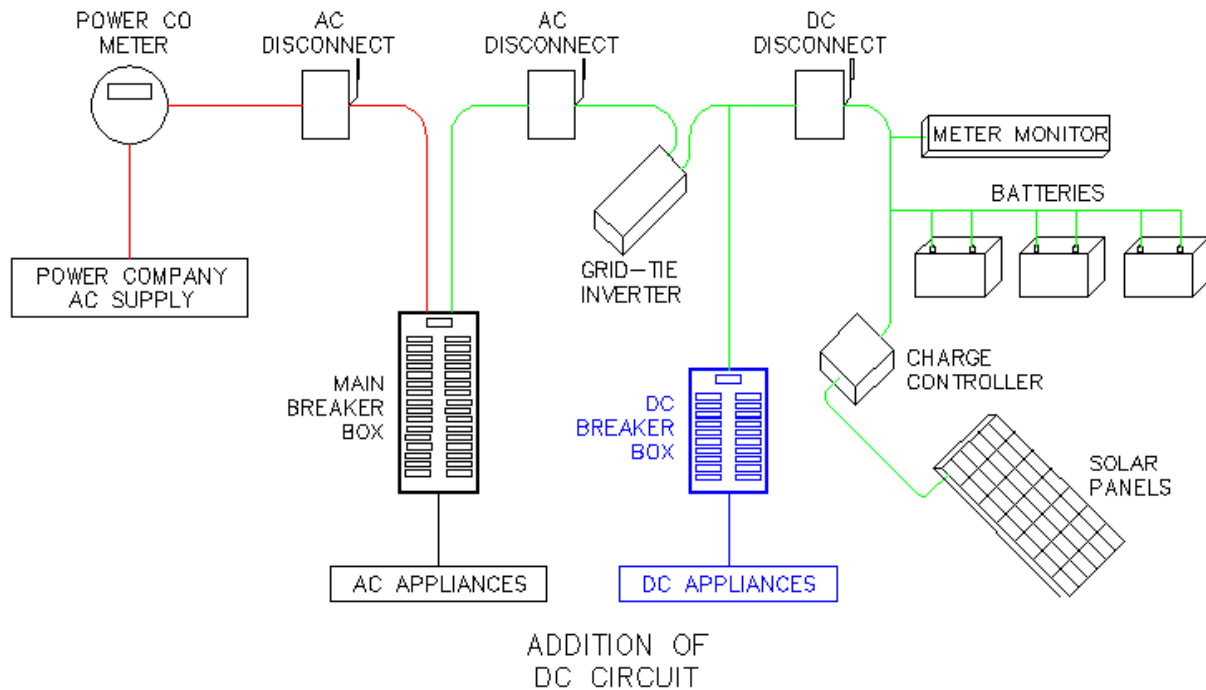 POWER CO
METER
AC
DISCONNECT
AC
DISCONNECT
DC
DISCONNECT
METER MONITOR
BATTERIES
POWER COMPANY
AC SUPPLY
GRID-TIE
INVERTER
CHARGE
CONTROLLER
MAIN
BREAKER
BOX
DC
BREAKER
BOX
SOLAR
PANELS
AC APPLIANCES
DC APPLIANCES
ADDITION OF
DC CIRCUIT